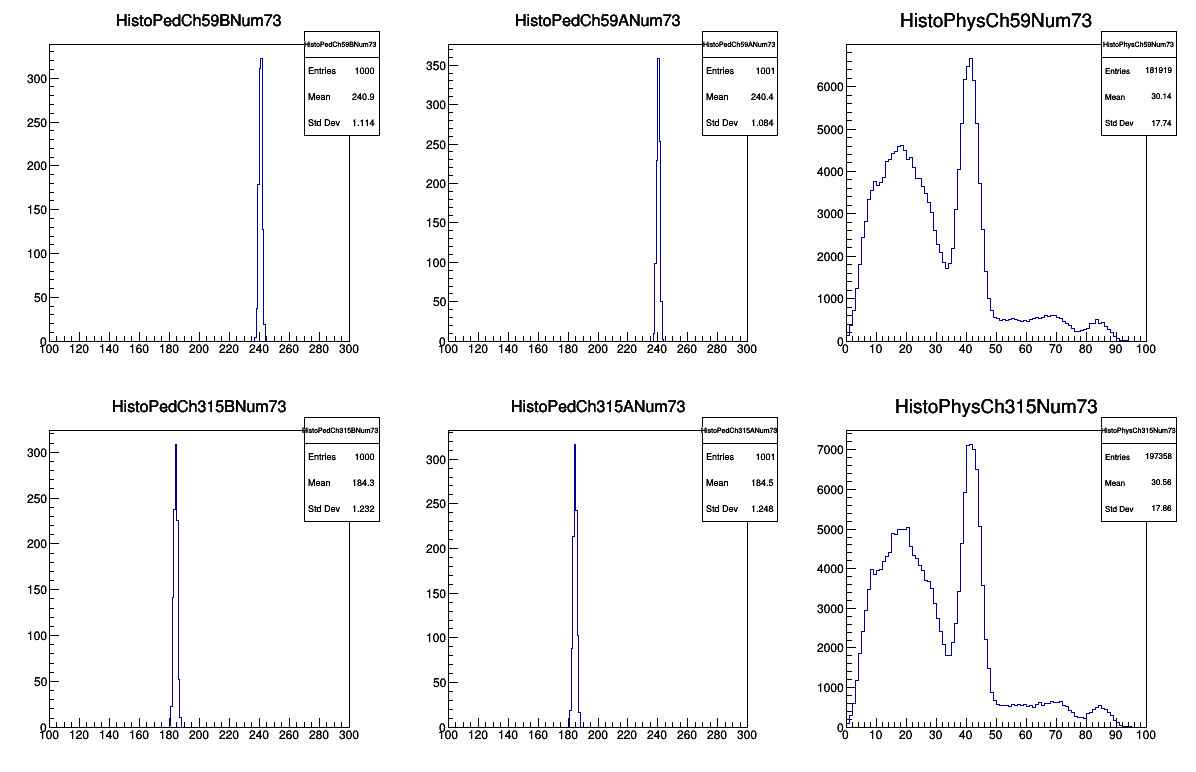 HistoPedCh59BNum73
HistoPedCh59BNum73
Entries 1000
Mean 240.9
Std Dev 1.114
300
250
200
150
100
50
0
100 120 140 160 180 200 220 240 260 280 300
HistoPedCh59ANum73
HistoPedCh59ANum73
Entries 1001
Mean 240.4
Std Dev 1.084
350
300
250
200
150
100
50
0
100 120 140 160 180 200 220 240 260 280 300
HistoPhysCh59Num73
HistoPhysCh59Num73
Entries 181919
Mean 30.14
Std Dev 17.74
6000
5000
4000
3000
2000
1000
0
0 10 20 30 40 50 60 70 80 90 100
HistoPedCh315BNum73
HistoPedCh315BNum73
Entries 1000
Mean 184.3
Std Dev 1.232
300
250
200
150
100
50
0
100 120 140 160 180 200 220 240 260 280 300
HistoPedCh315ANum73
HistoPedCh315ANum73
Entries 1001
Mean 184.5
Std Dev 1.248
300
250
200
150
100
50
0
100 120 140 160 180 200 220 240 260 280 300
HistoPhysCh315Num73
HistoPhysCh315Num73
Entries 197358
Mean 30.56
Std Dev 17.86
7000
6000
5000
4000
3000
2000
1000
0
0 10 20 30 40 50 60 70 80 90 100